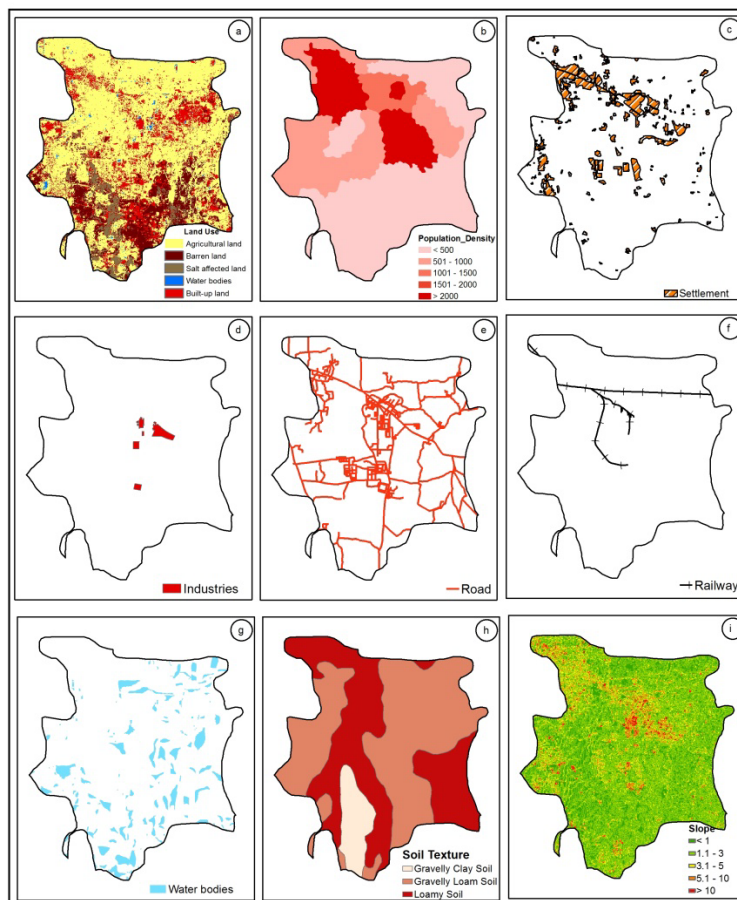 a
Land Use
Agricultural land
Barren land
Salt affected land
Water bodies
Built-up land
b
Population_Density
< 500
501 - 1000
1001 - 1500
1501 - 2000
> 2000
c
Settlement
d
Industries
e
Road
f
Railway
g
Water bodies
h
Soil Texture
Gravelly Clay Soil
Gravelly Loam Soil
Loamy Soil
i
Slope
< 1
1.1 - 3
3.1 - 5
5.1 - 10
> 10